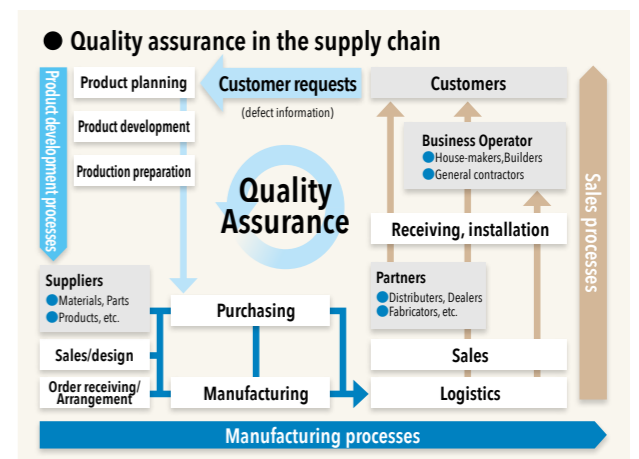 ● Quality assurance in the supply chain
Product development processes
Product planning
Customer requests
(defect information)
Customers
Product development
Production preparation
Business Operator
●House-makers,Builders
●General contractors
Quality
Assurance
Receiving, installation
Sales processes
Suppliers
●Materials, Parts
●Products, etc.
Partners
●Distributers, Dealers
●Fabricators, etc.
Purchasing
Sales/design
Sales
Order receiving/
Arrangement
Manufacturing
Logistics
Manufacturing processes